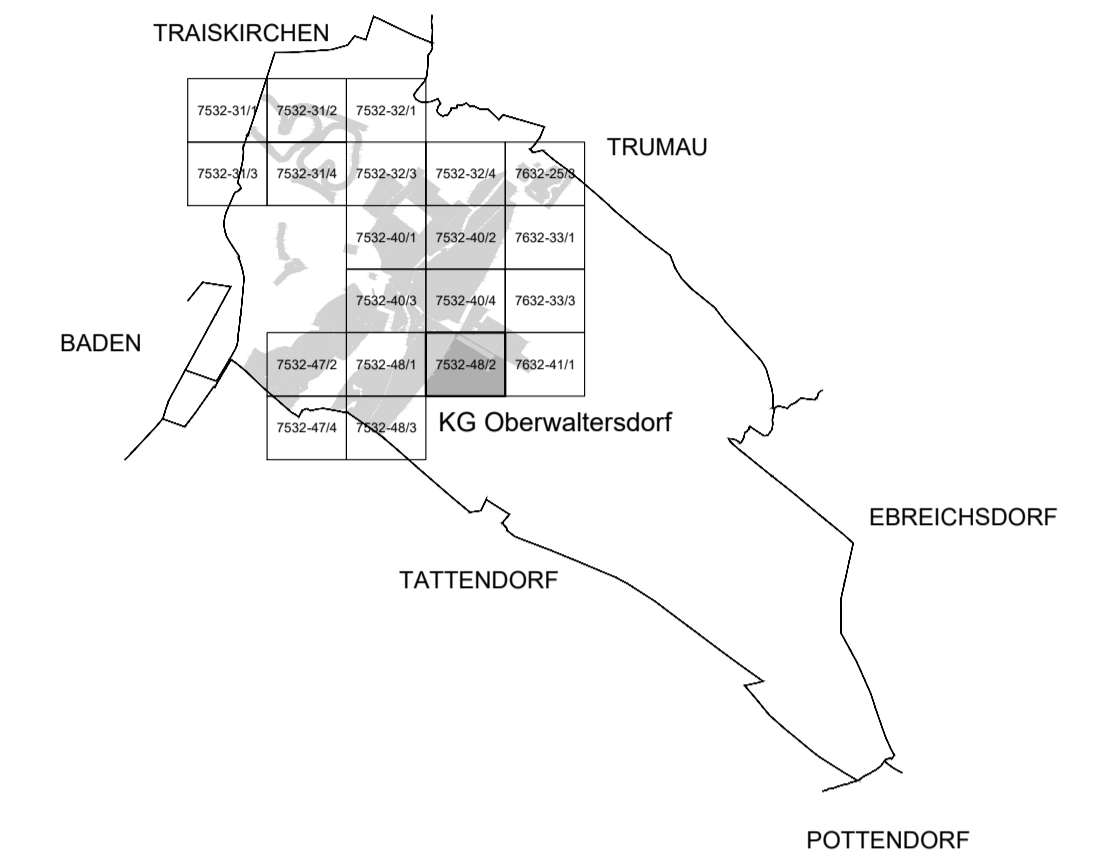 TRAISKIRCHEN
7532-31/1 7532-31/2 7532-32/1
TRUMAU
7532-31/3 7532-31/4 7532-32/3 7532-32/4 7632-25/3
7532-40/1 7532-40/2 7632-33/1
7532-40/3 7532-40/4 7632-33/3
BADEN
7532-47/2 7532-48/1 7532-48/2 7632-41/1
KG Oberwaltersdorf
7532-47/4 7532-48/3
EBREICHSDORF
TATTENDORF
POTTENDORF